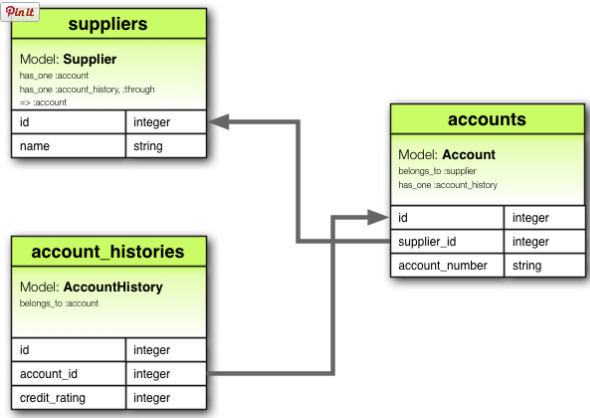 Pin it
suppliers
Model: Supplier
has_one :account
has_one :account_history, :through
=> :account
id integer
name string
accounts
Model: Account
belongs_to :supplier
has_one :account_history
id integer
supplier_id integer
account_number string
account_histories
Model: AccountHistory
belongs_to :account
id integer
account_id integer
credit_rating integer